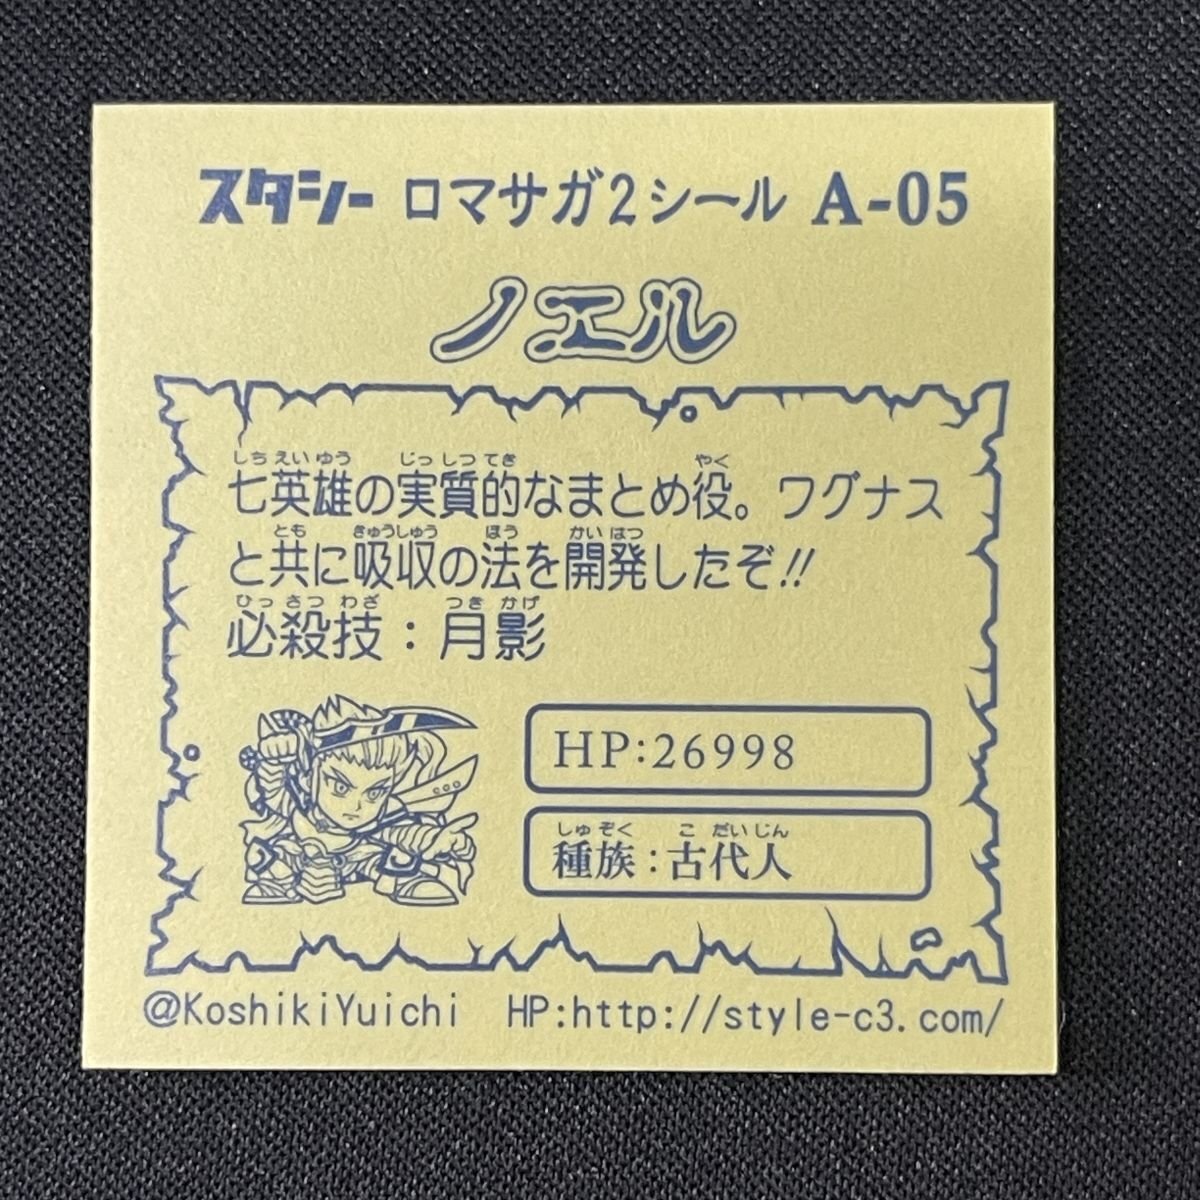 スタシー ロマサガ2シール A-05
ノエル
しちえいゆう じっしつてき やく
七英雄の実質的なまとめ役。ワグナス
とも きゅうしゅう ほう かいはつ
と共に吸収の法を開発したぞ!!
ひっさつわざ つきかげ
必殺技：月影
HP:26998
しゅぞく こだいじん
種族：古代人
@KoshikiYuichi HP:http://style-c3.com/